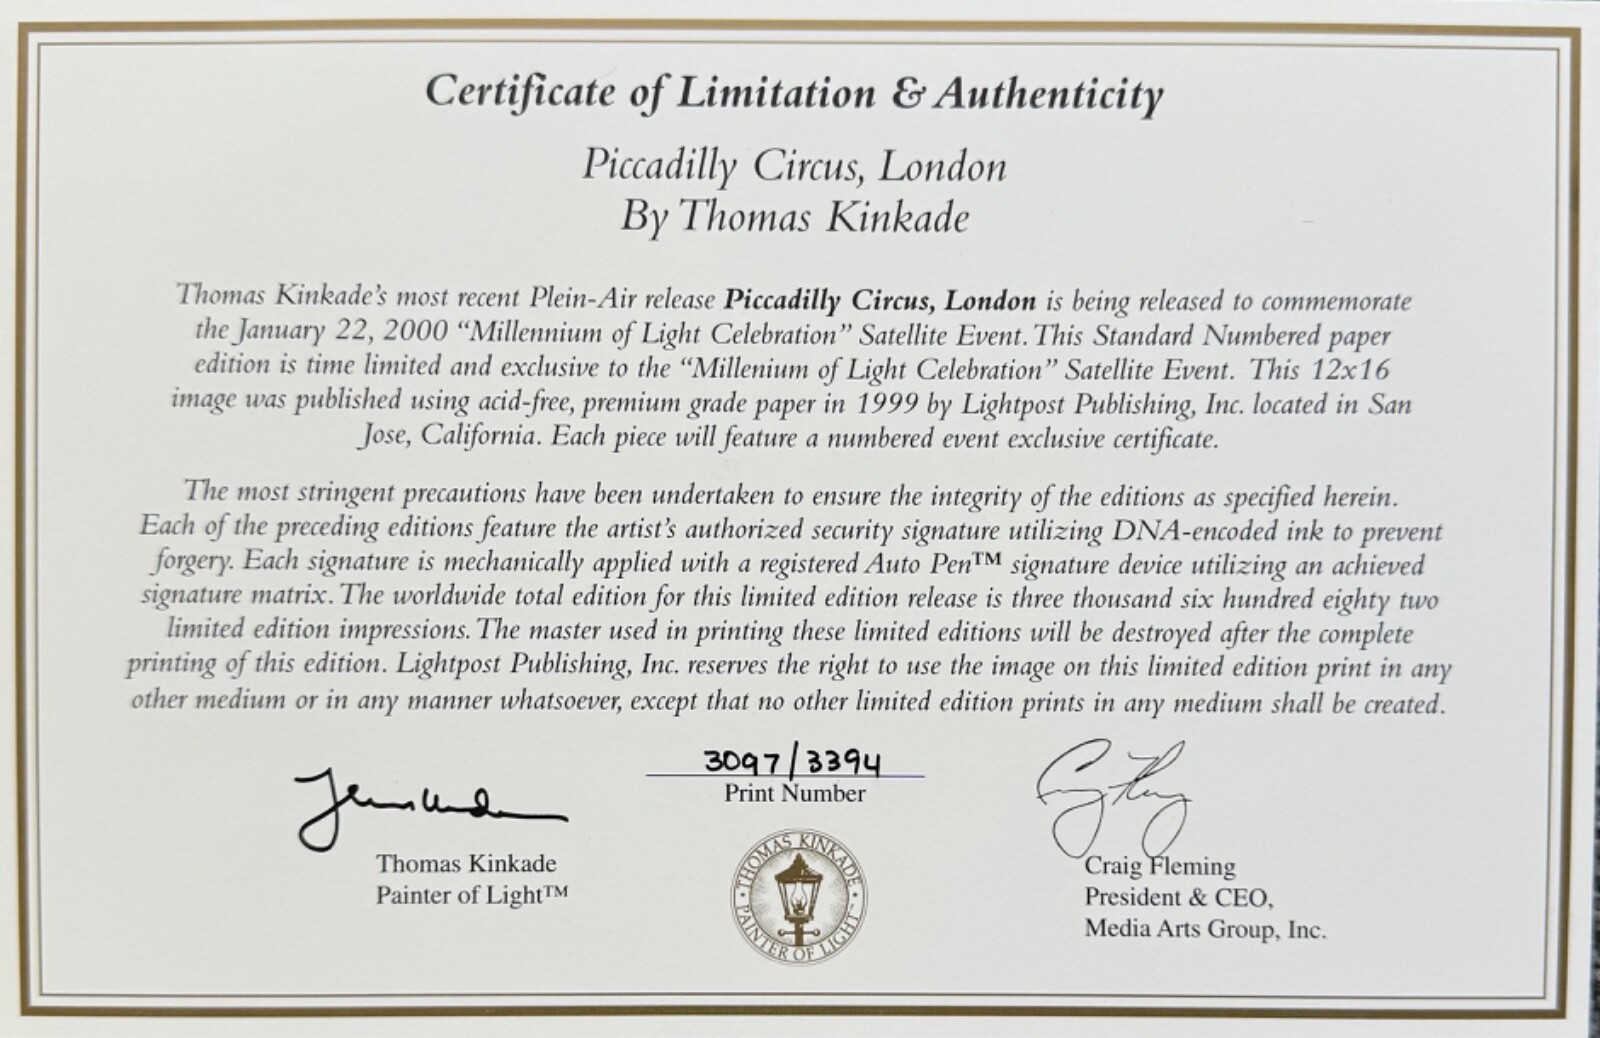 Certificate of Limitation & Authenticity
Piccadilly Circus, London
By Thomas Kinkade
Thomas Kinkade's most recent Plein-Air release Piccadilly Circus, London is being released to commemorate
the January 22, 2000 “Millennium of Light Celebration” Satellite Event. This Standard Numbered paper
edition is time limited and exclusive to the “Millenium of Light Celebration” Satellite Event. This 12x16
image was published using acid-free, premium grade paper in 1999 by Lightpost Publishing, Inc. located in San
Jose, California. Each piece will feature a numbered event exclusive certificate.
The most stringent precautions have been undertaken to ensure the integrity of the editions as specified herein.
Each of the preceding editions feature the artist's authorized security signature utilizing DNA-encoded ink to prevent
forgery. Each signature is mechanically applied with a registered Auto Pen™ signature device utilizing an achieved
signature matrix. The worldwide total edition for this limited edition release is three thousand six hundred eighty two
limited edition impressions. The master used in printing these limited editions will be destroyed after the complete
printing of this edition. Lightpost Publishing, Inc. reserves the right to use the image on this limited edition print in any
other medium or in any manner whatsoever, except that no other limited edition prints in any medium shall be created.
3097/3394
Print Number
Thomas Kinkade
Painter of Light™
THOMAS KINKADE
PAINTER OF LIGHT™
Craig Fleming
President & CEO,
Media Arts Group, Inc.